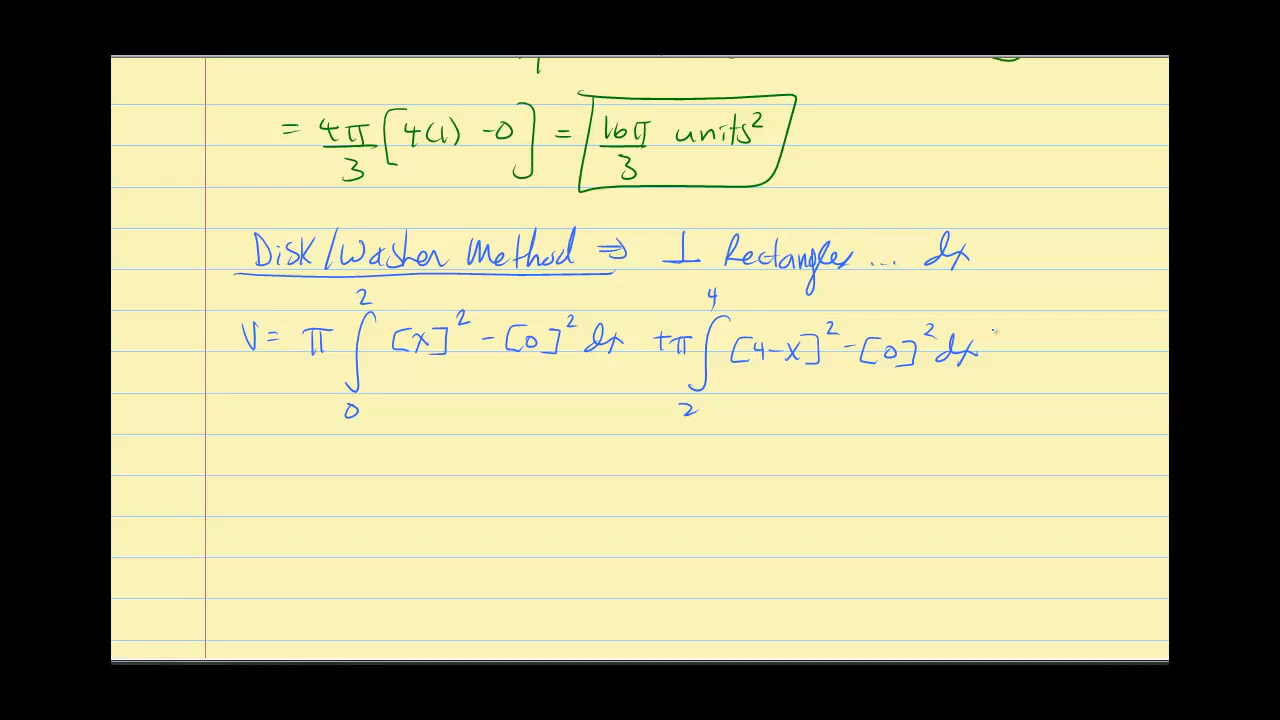 = 4π/3 [4(1) -0] = 16π/3 units²
Disk/Washer Method ⇒ ⊥ Rectangles ... dx
V = π ∫₀² [x]² - [0]² dx + π ∫₂⁴ [4-x]² - [0]² dx